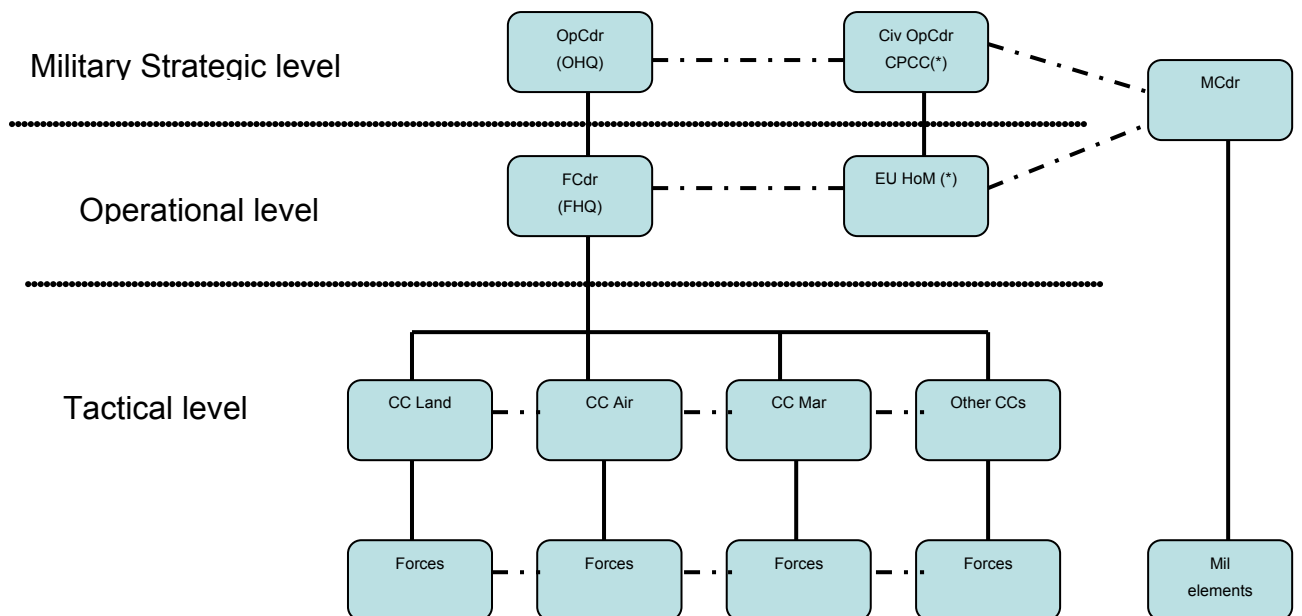 Military Strategic level
OpCdr
(OHQ)
Civ OpCdr
CPCC(*)
MCdr
Operational level
FCdr
(FHQ)
EU HoM (*)
Tactical level
CC Land
CC Air
CC Mar
Other CCs
Forces
Forces
Forces
Forces
Mil
elements